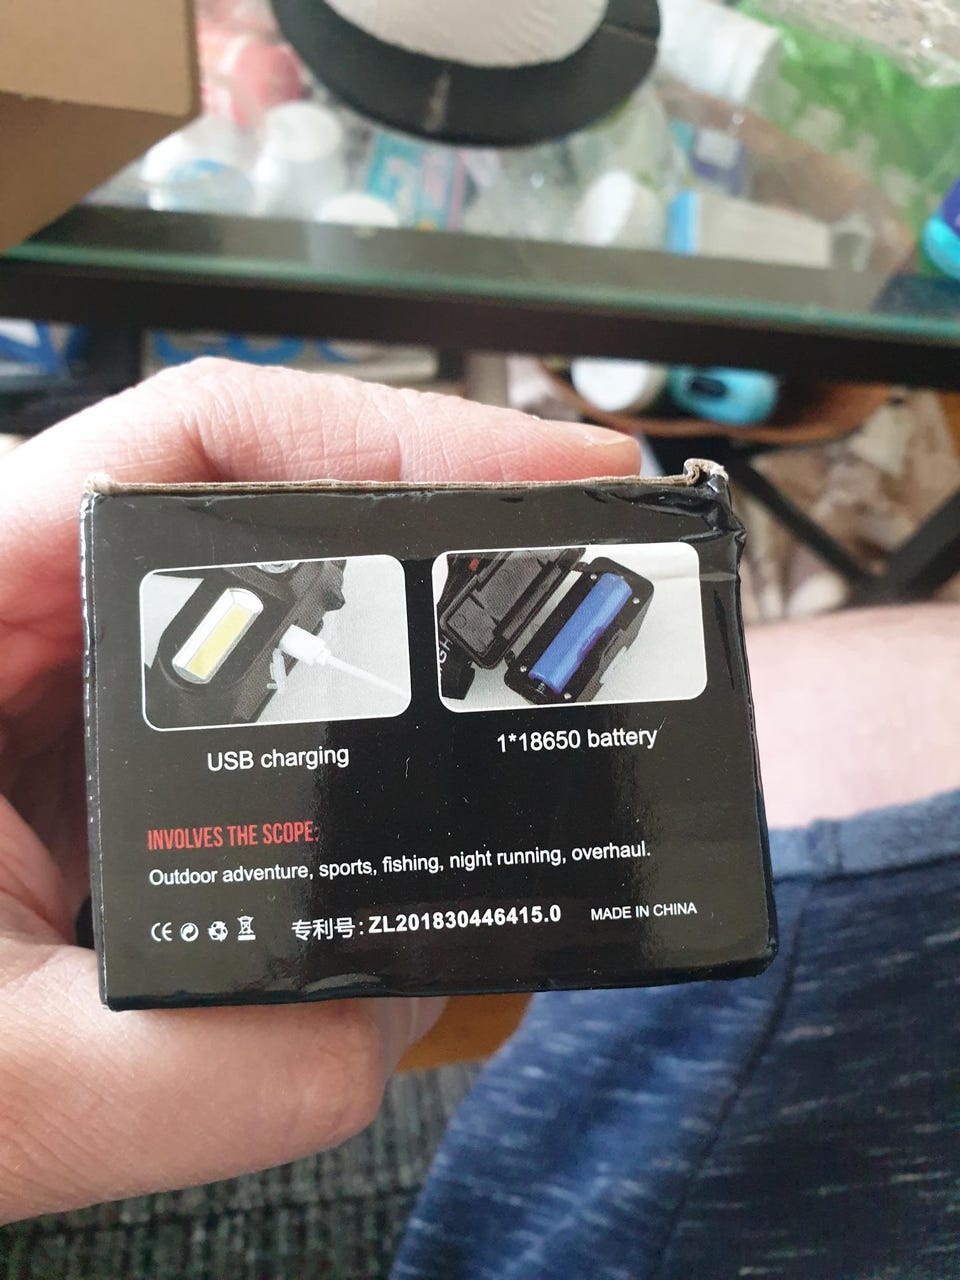 USB charging
1*18650 battery
INVOLVES THE SCOPE:
Outdoor adventure, sports, fishing, night running, overhaul.
CE 专利号: ZL201830446415.0 MADE IN CHINA